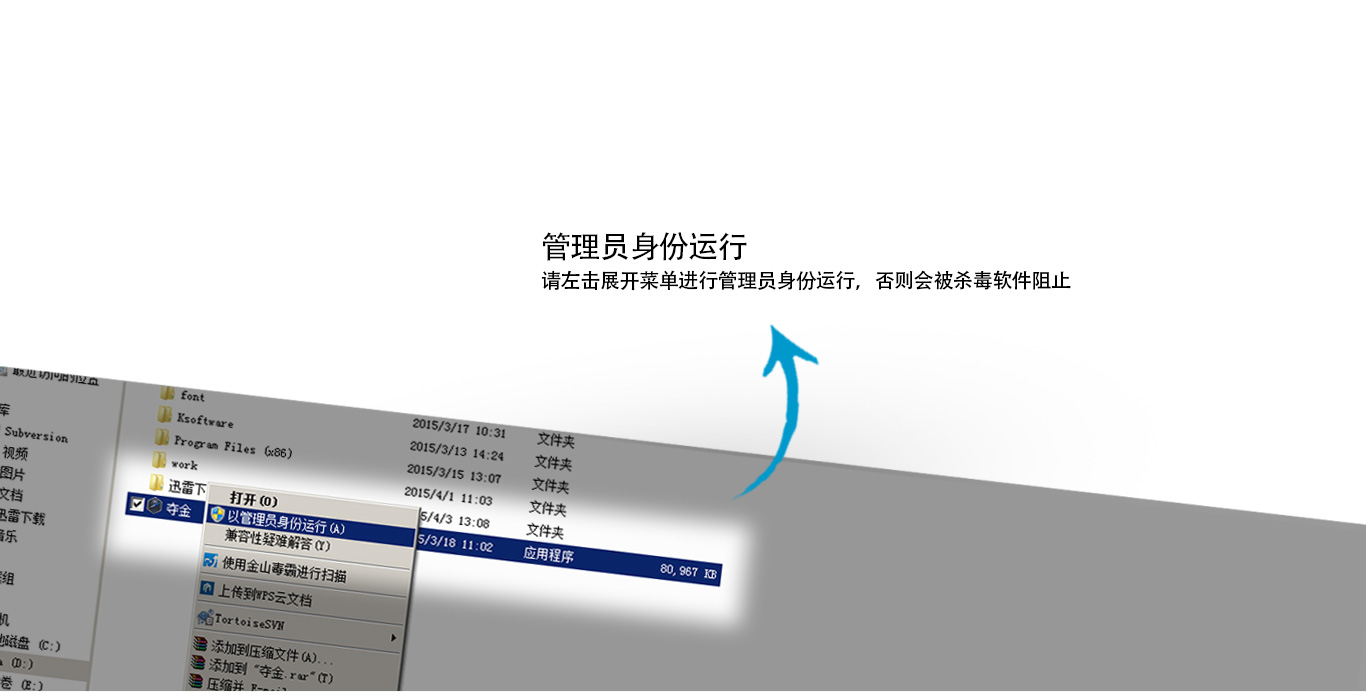 管理员身份运行
请左击展开菜单进行管理员身份运行，否则会被杀毒软件阻止
库
Subversion
视频
图片
文档
迅雷下载
音乐
(C:)
(D:)
卷 (E:)
font
Ksoftware 2015/3/17 10:31 文件夹
Program Files (x86) 2015/3/13 14:24 文件夹
work 2015/3/15 13:07 文件夹
迅雷下 2015/4/1 11:03 文件夹
5/4/3 13:08 文件夹
夺金 5/3/18 11:02 应用程序 80,967 KB
打开(O)
以管理员身份运行(A)
兼容性疑难解答(Y)
使用金山毒霸进行扫描
上传到WPS云文档
TortoiseSVN
添加到压缩文件(A)...
添加到 "夺金.rar"(T)
压缩并 E-mail